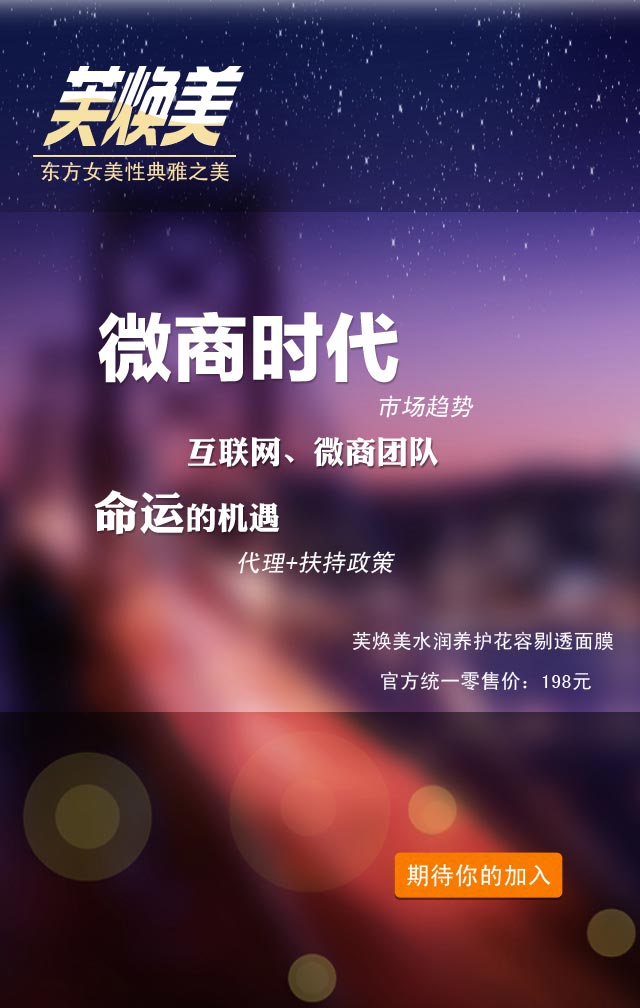 芙焕美
东方女美性典雅之美
微商时代
市场趋势
互联网、微商团队
命运的机遇
代理+扶持政策
芙焕美水润养护花容剔透面膜
官方统一零售价：198元
期待你的加入